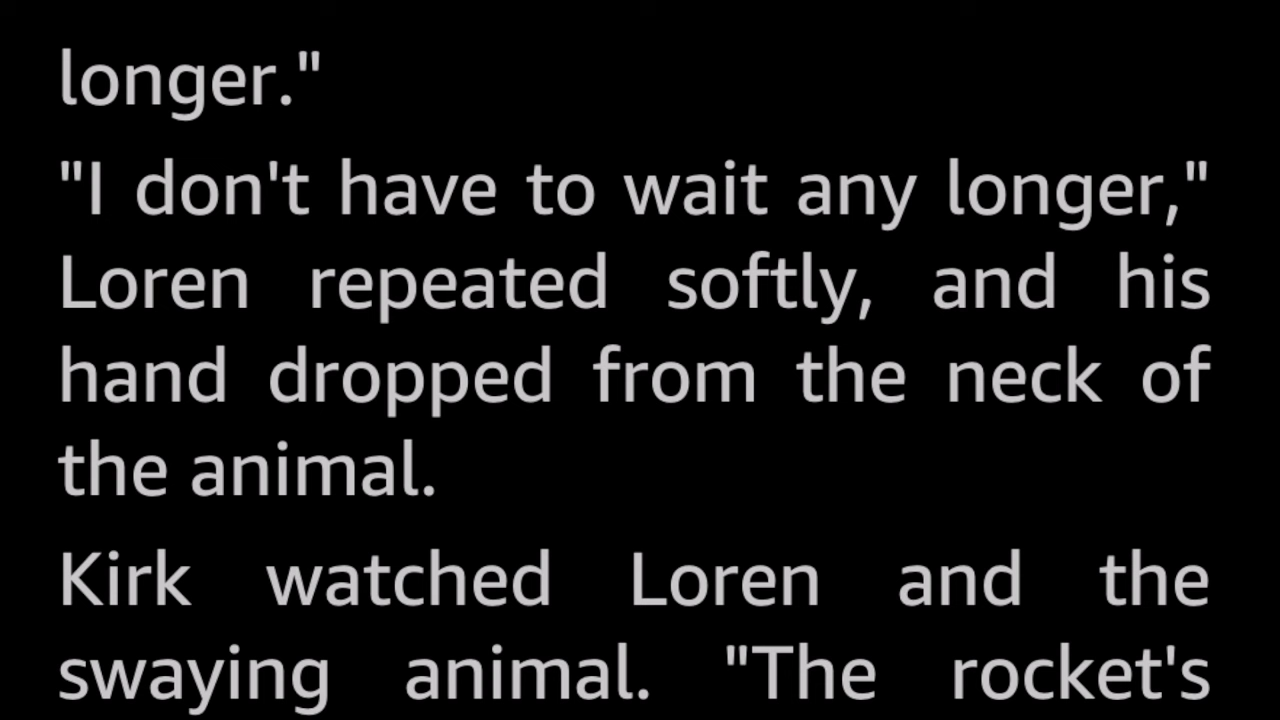 longer."
"I don't have to wait any longer,"
Loren repeated softly, and his
hand dropped from the neck of
the animal.
Kirk watched Loren and the
swaying animal. "The rocket's